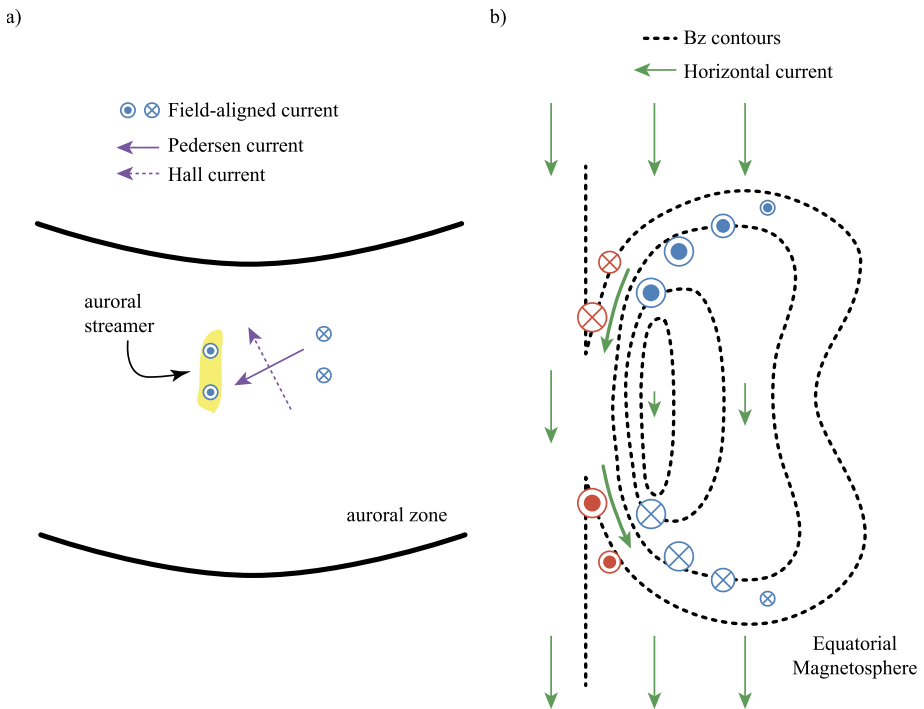 a)
Field-aligned current
Pedersen current
Hall current
auroral
streamer
auroral zone
b)
Bz contours
Horizontal current
Equatorial
Magnetosphere